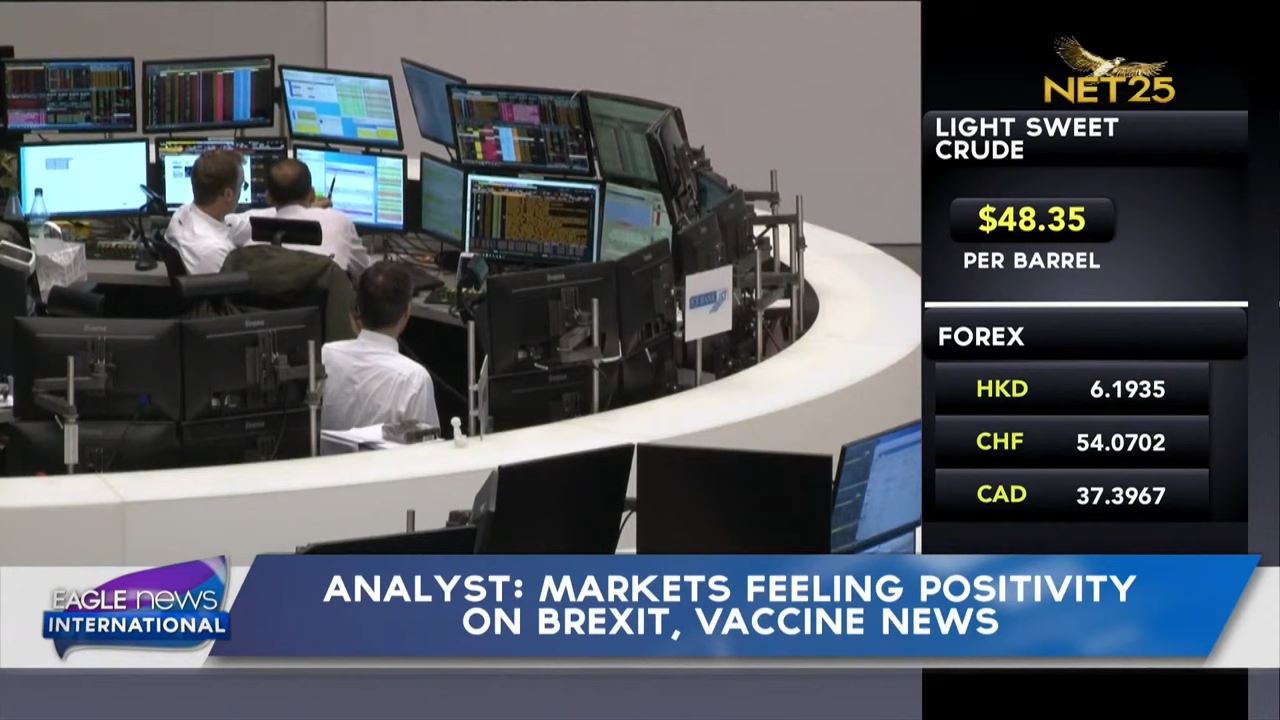 NET25
LIGHT SWEET
CRUDE
$48.35
PER BARREL
FOREX
HKD 6.1935
CHF 54.0702
CAD 37.3967
EAGLE news
INTERNATIONAL
ANALYST: MARKETS FEELING POSITIVITY
ON BREXIT, VACCINE NEWS